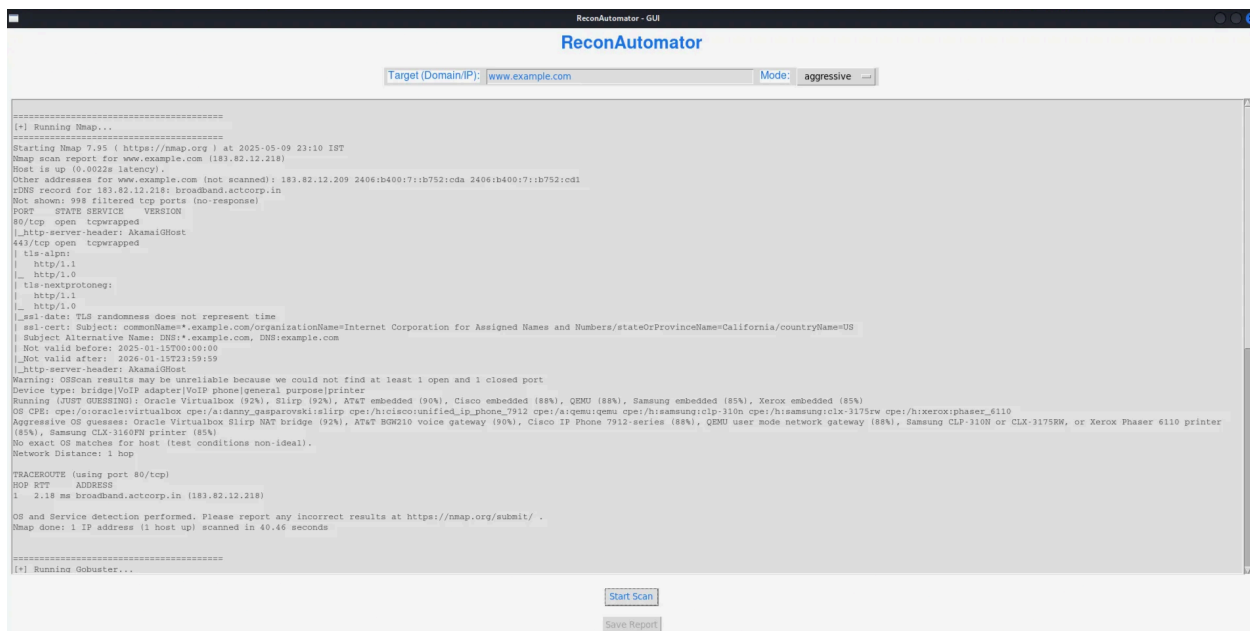 ReconAutomator - GUI
ReconAutomator
Target (Domain/IP): www.example.com Mode: aggressive
========================================
[+] Running Nmap...
========================================
Starting Nmap 7.95 ( https://nmap.org ) at 2025-05-09 23:10 IST
Nmap scan report for www.example.com (183.82.12.218)
Host is up (0.0022s latency).
Other addresses for www.example.com (not scanned): 183.82.12.209 2406:b400:7::b752:cda 2406:b400:7::b752:cd1
rDNS record for 183.82.12.218: broadband.actcorp.in
Not shown: 998 filtered tcp ports (no-response)
PORT    STATE SERVICE    VERSION
80/tcp  open  tcpwrapped
|_http-server-header: AkamaiGHost
443/tcp open  tcpwrapped
| tls-alpn:
|   http/1.1
|_  http/1.0
| tls-nextprotoneg:
|   http/1.1
|_  http/1.0
|_ssl-date: TLS randomness does not represent time
| ssl-cert: Subject: commonName=*.example.com/organizationName=Internet Corporation for Assigned Names and Numbers/stateOrProvinceName=California/countryName=US
| Subject Alternative Name: DNS:*.example.com, DNS:example.com
| Not valid before: 2025-01-15T00:00:00
|_Not valid after:  2026-01-15T23:59:59
|_http-server-header: AkamaiGHost
Warning: OSScan results may be unreliable because we could not find at least 1 open and 1 closed port
Device type: bridge|VoIP adapter|VoIP phone|general purpose|printer
Running (JUST GUESSING): Oracle Virtualbox (92%), Slirp (92%), AT&T embedded (90%), Cisco embedded (88%), QEMU (88%), Samsung embedded (85%), Xerox embedded (85%)
OS CPE: cpe:/o:oracle:virtualbox cpe:/a:danny_gasparovski:slirp cpe:/h:cisco:unified_ip_phone_7912 cpe:/a:qemu:qemu cpe:/h:samsung:clp-310n cpe:/h:samsung:clx-3175rw cpe:/h:xerox:phaser_6110
Aggressive OS guesses: Oracle Virtualbox Slirp NAT bridge (92%), AT&T BGW210 voice gateway (90%), Cisco IP Phone 7912-series (88%), QEMU user mode network gateway (88%), Samsung CLP-310N or CLX-3175RW, or Xerox Phaser 6110 printer
(85%), Samsung CLX-3160FN printer (85%)
No exact OS matches for host (test conditions non-ideal).
Network Distance: 1 hop
TRACEROUTE (using port 80/tcp)
HOP RTT     ADDRESS
1   2.18 ms broadband.actcorp.in (183.82.12.218)
OS and Service detection performed. Please report any incorrect results at https://nmap.org/submit/ .
Nmap done: 1 IP address (1 host up) scanned in 40.46 seconds
========================================
[+] Running Gobuster...
Start Scan
Save Report